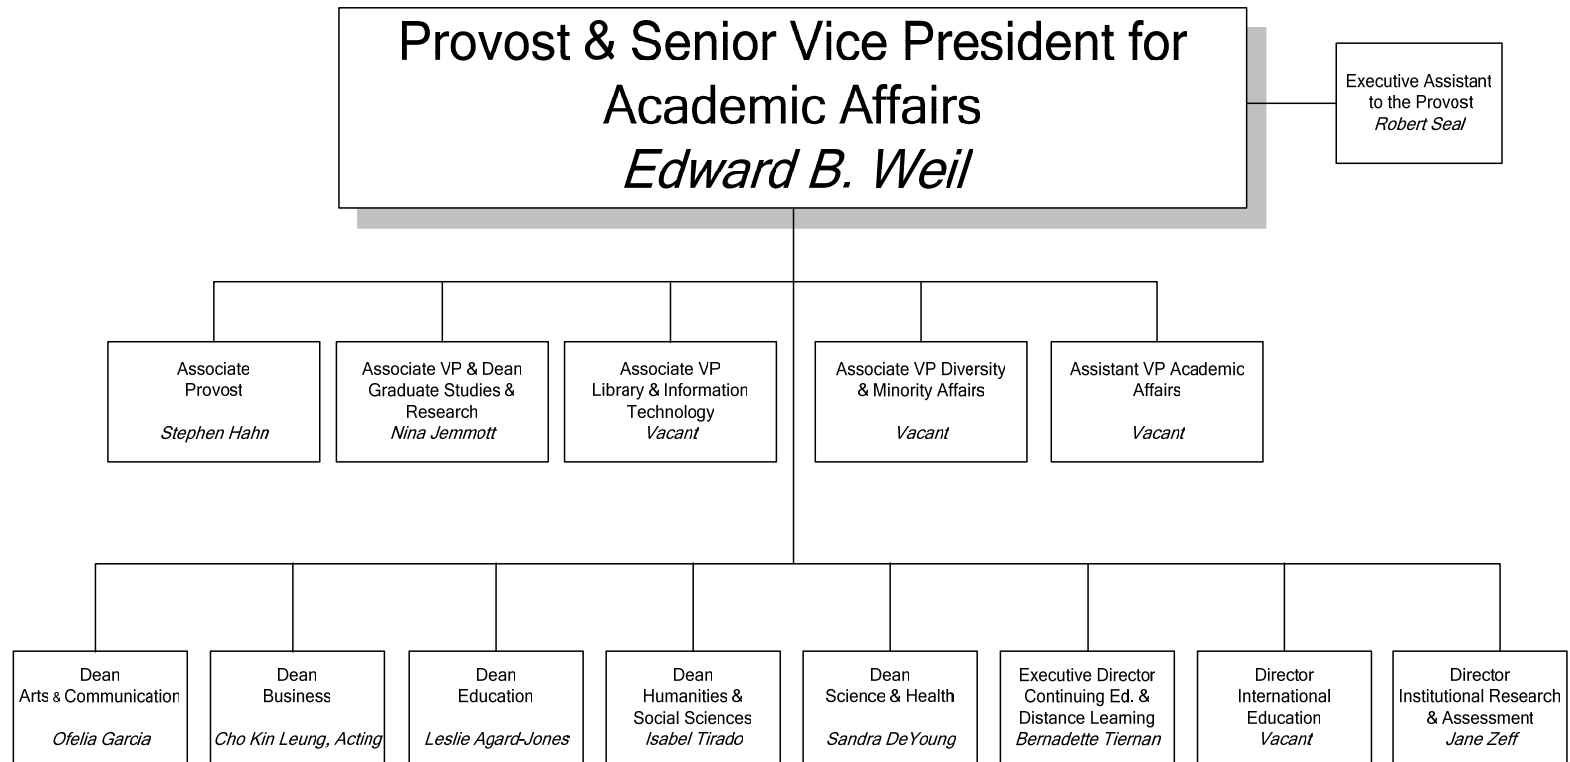 Provost & Senior Vice President for
Academic Affairs
Edward B. Weil
Executive Assistant
to the Provost
Robert Seal
Associate
Provost
Stephen Hahn
Associate VP & Dean
Graduate Studies &
Research
Nina Jemmott
Associate VP
Library & Information
Technology
Vacant
Associate VP Diversity
& Minority Affairs
Vacant
Assistant VP Academic
Affairs
Vacant
Dean
Arts & Communication
Ofelia Garcia
Dean
Business
Cho Kin Leung, Acting
Dean
Education
Leslie Agard-Jones
Dean
Humanities &
Social Sciences
Isabel Tirado
Dean
Science & Health
Sandra DeYoung
Executive Director
Continuing Ed. &
Distance Learning
Bernadette Tiernan
Director
International
Education
Vacant
Director
Institutional Research
& Assessment
Jane Zeff